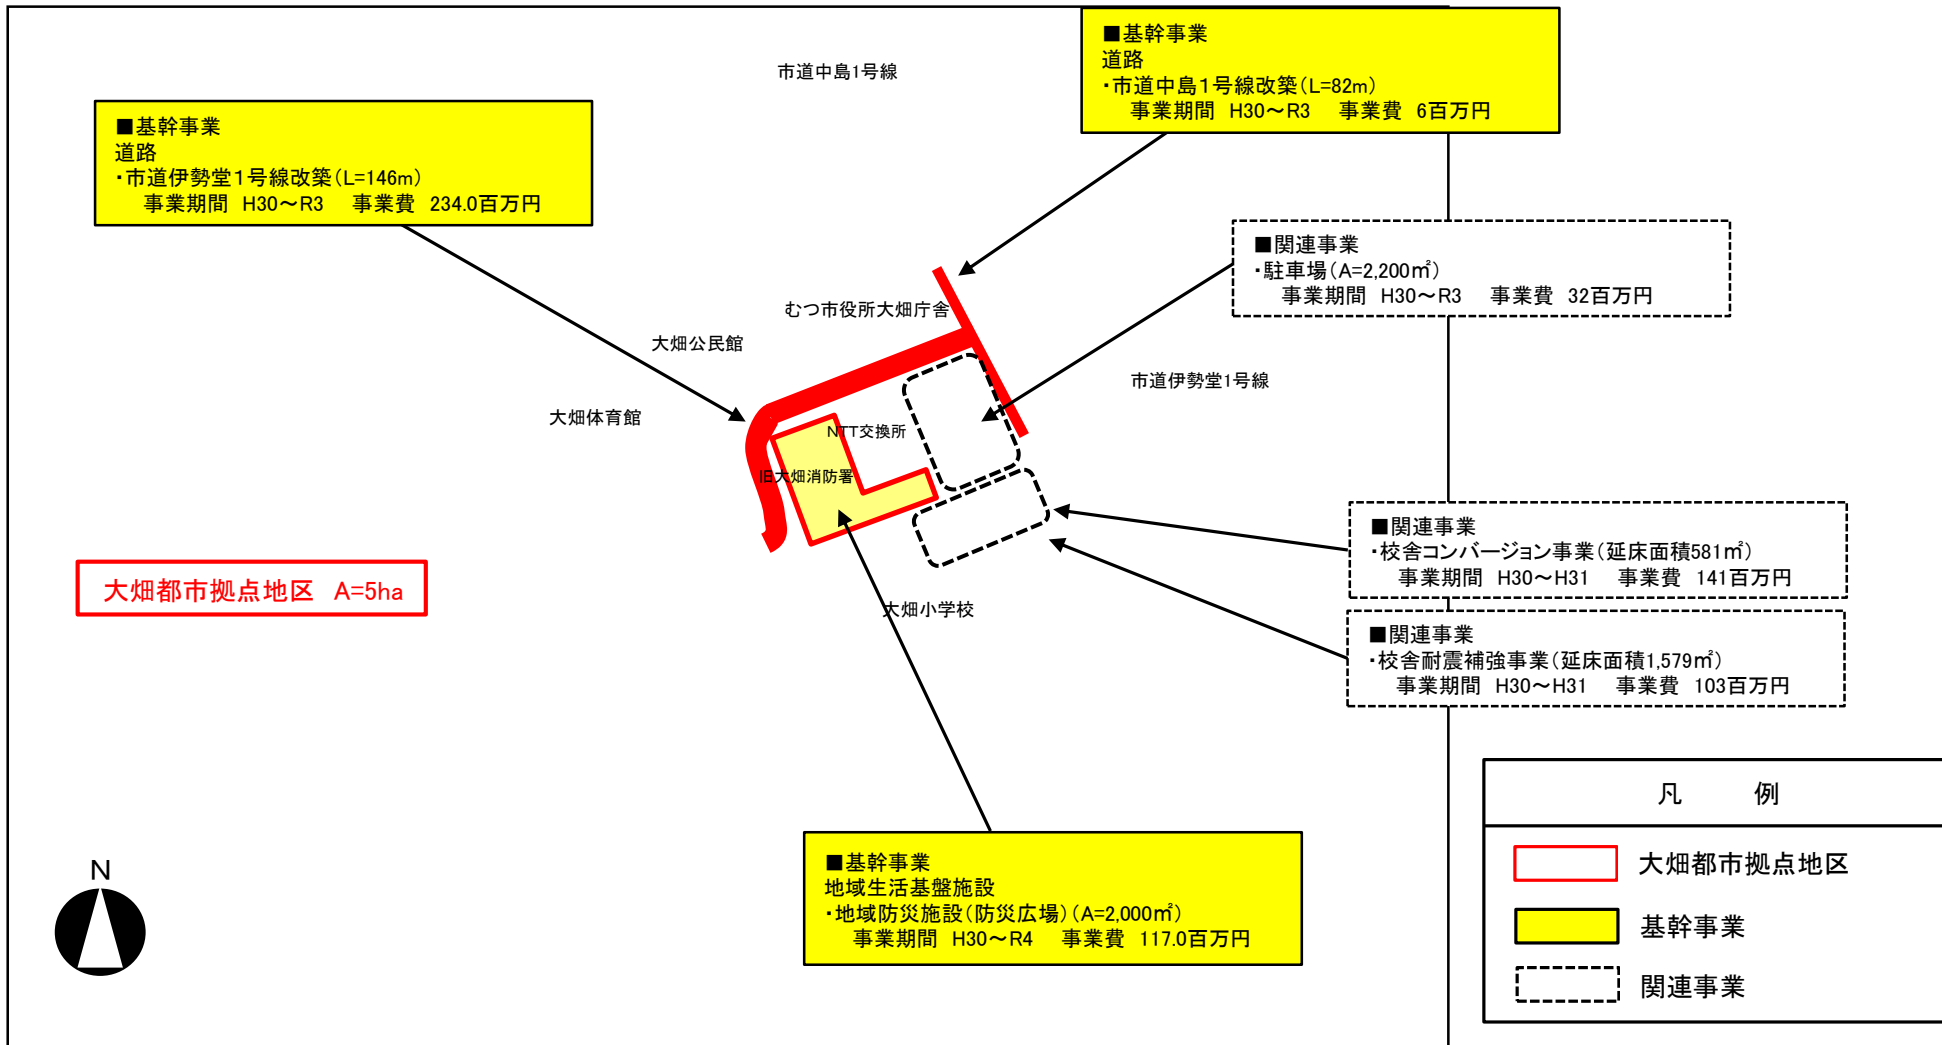 市道中島1号線
■基幹事業
道路
・市道中島1号線改築(L=82m)
事業期間 H30～R3 事業費 6百万円
■基幹事業
道路
・市道伊勢堂1号線改築(L=146m)
事業期間 H30～R3 事業費 234.0百万円
■関連事業
・駐車場(A=2,200㎡)
事業期間 H30～R3 事業費 32百万円
むつ市役所大畑庁舎
大畑公民館
市道伊勢堂1号線
大畑体育館
NTT交換所
旧大畑消防署
■関連事業
・校舎コンバージョン事業(延床面積581㎡)
事業期間 H30～H31 事業費 141百万円
大畑都市拠点地区 A=5ha
大畑小学校
■関連事業
・校舎耐震補強事業(延床面積1,579㎡)
事業期間 H30～H31 事業費 103百万円
■基幹事業
地域生活基盤施設
・地域防災施設(防災広場)(A=2,000㎡)
事業期間 H30～R4 事業費 117.0百万円
N
凡 例
大畑都市拠点地区
基幹事業
関連事業